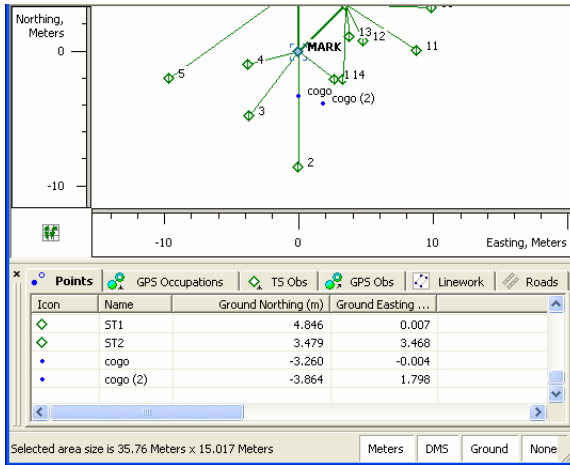 Northing,
Meters
13 12
11
0
MARK
4
1 14
5
cogo
cogo (2)
3
2
-10
-10 0 10 Easting, Meters
Points GPS Occupations TS Obs GPS Obs Linework Roads
Icon Name Ground Northing (m) Ground Easting ...
ST1 4.846 0.007
ST2 3.479 3.468
cogo -3.260 -0.004
cogo (2) -3.864 1.798
Selected area size is 35.76 Meters x 15.017 Meters Meters DMS Ground None